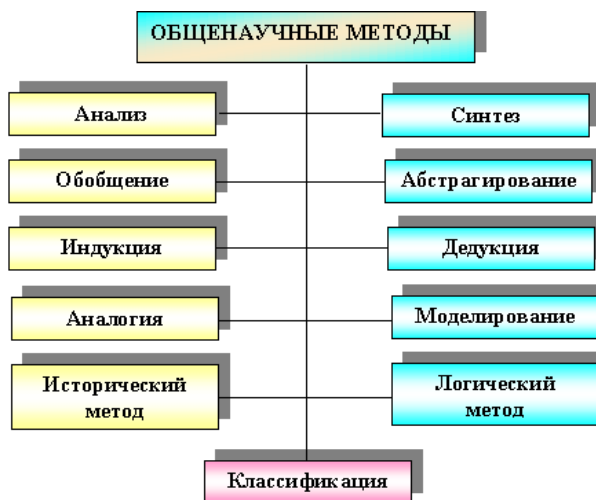 ОБЩЕНАУЧНЫЕ МЕТОДЫ
Анализ
Синтез
Обобщение
Абстрагирование
Индукция
Дедукция
Аналогия
Моделирование
Исторический
метод
Логический
метод
Классификация